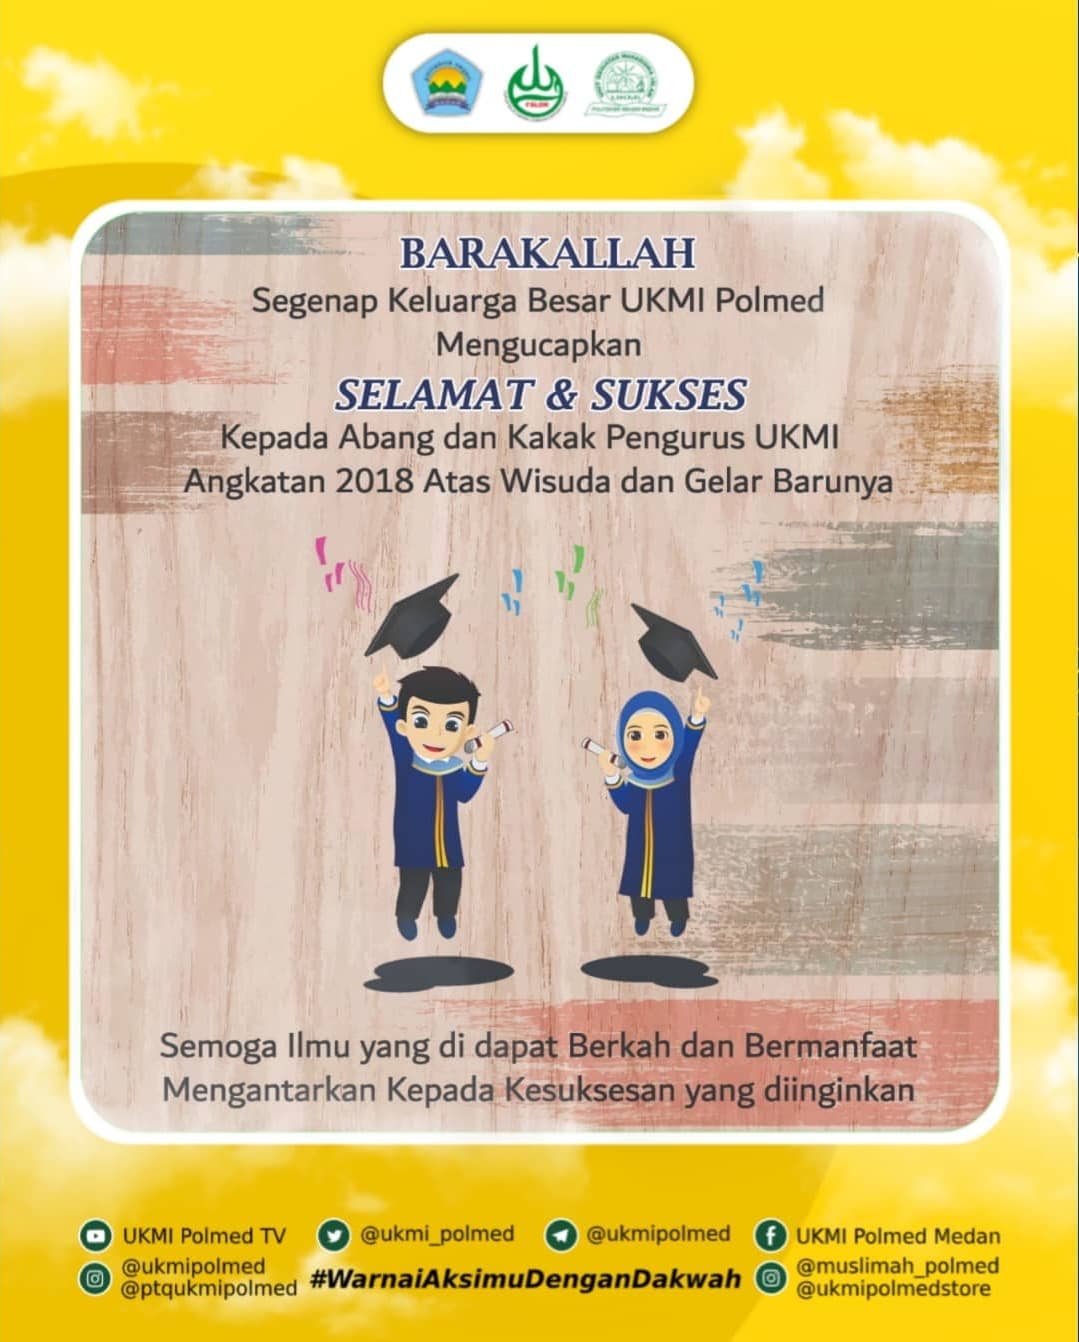 FSLDK
BARAKALLAH
Segenap Keluarga Besar UKMI Polmed
Mengucapkan
SELAMAT & SUKSES
Kepada Abang dan Kakak Pengurus UKMI
Angkatan 2018 Atas Wisuda dan Gelar Barunya
Semoga Ilmu yang di dapat Berkah dan Bermanfaat
Mengantarkan Kepada Kesuksesan yang diinginkan
UKMI Polmed TV
@ukmi_polmed
@ukmipolmed
UKMI Polmed Medan
@ukmipolmed
@ptqukmipolmed
#WarnaiAksimuDenganDakwah
@muslimah_polmed
@ukmipolmedstore